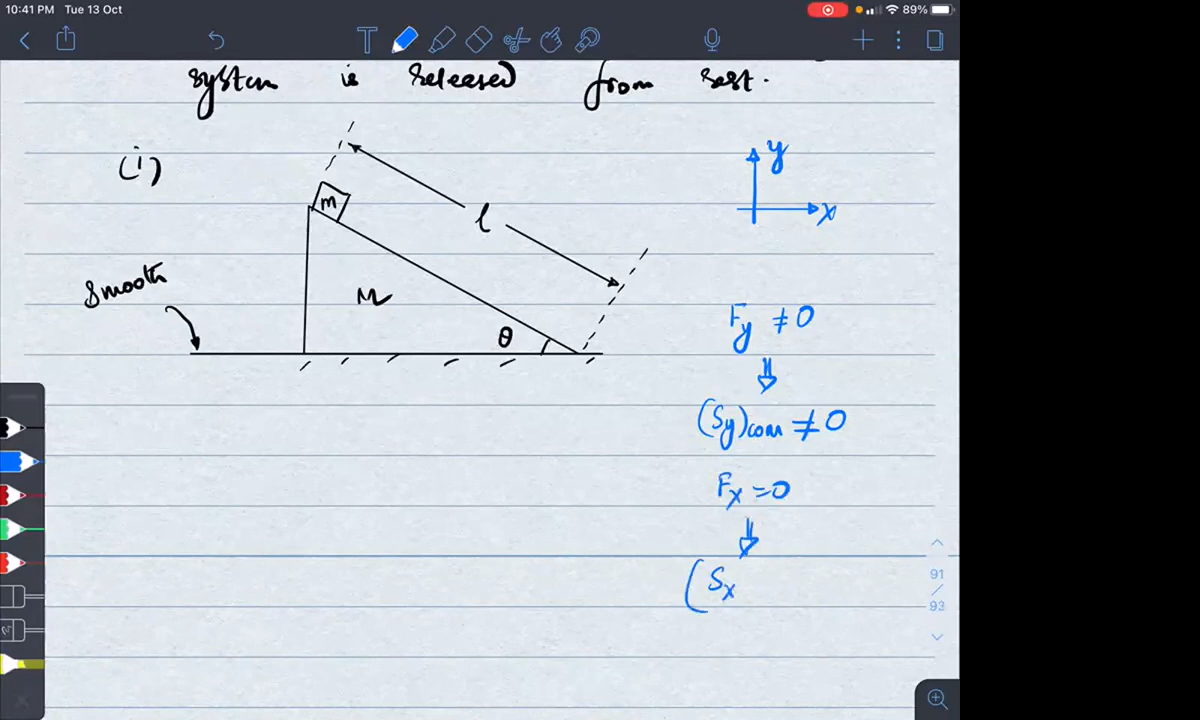 10:41 PM Tue 13 Oct
89%
system is released from rest.
(i)
m
l
y
x
Smooth
M
θ
Fy ≠ 0
⇓
(Sy)com ≠ 0
Fx = 0
⇓
(Sx
91
/
93